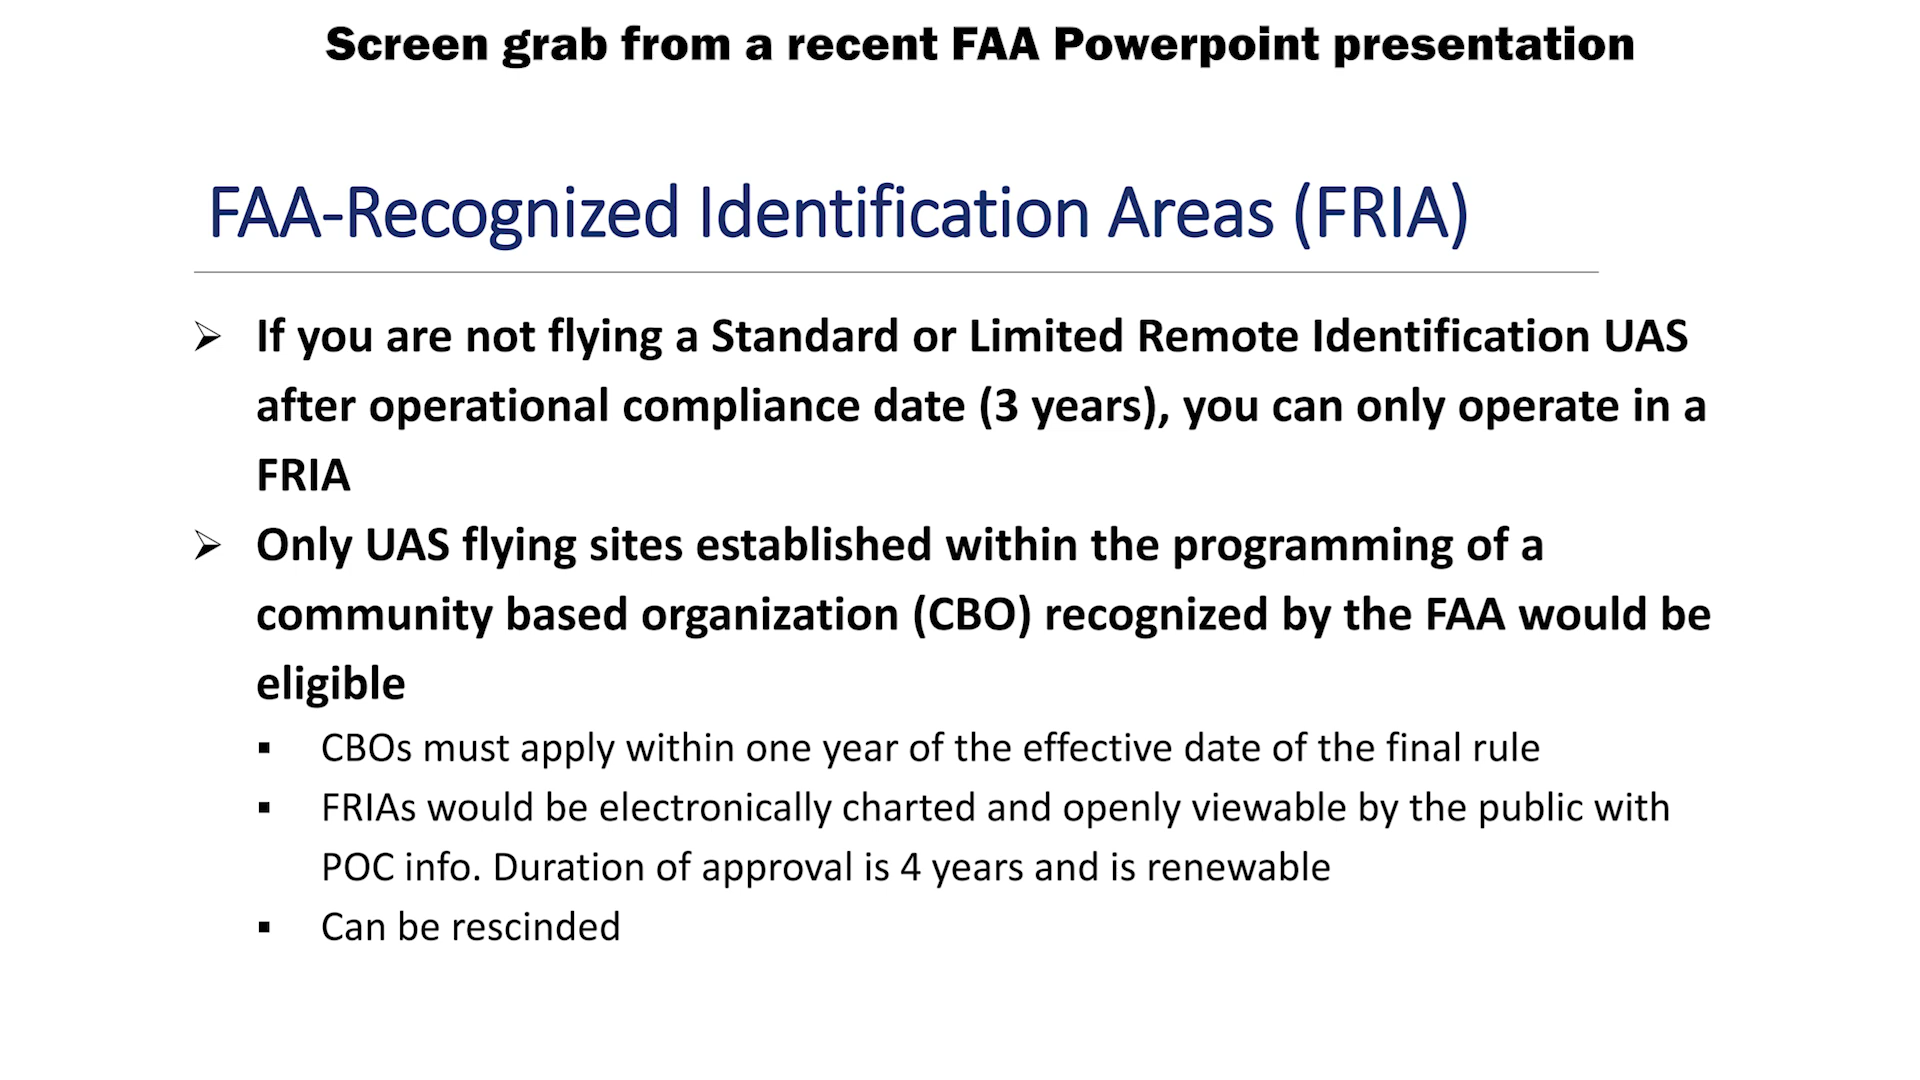 Screen grab from a recent FAA Powerpoint presentation
FAA-Recognized Identification Areas (FRIA)
➢ If you are not flying a Standard or Limited Remote Identification UAS
after operational compliance date (3 years), you can only operate in a
FRIA
➢ Only UAS flying sites established within the programming of a
community based organization (CBO) recognized by the FAA would be
eligible
▪ CBOs must apply within one year of the effective date of the final rule
▪ FRIAs would be electronically charted and openly viewable by the public with
POC info. Duration of approval is 4 years and is renewable
▪ Can be rescinded